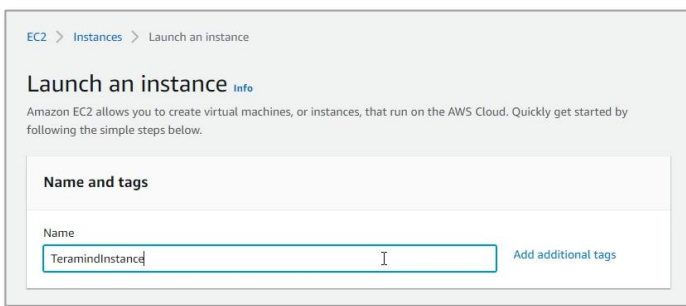 EC2 > Instances > Launch an instance
Launch an instance Info
Amazon EC2 allows you to create virtual machines, or instances, that run on the AWS Cloud. Quickly get started by
following the simple steps below.
Name and tags
Name
TeramindInstance Add additional tags